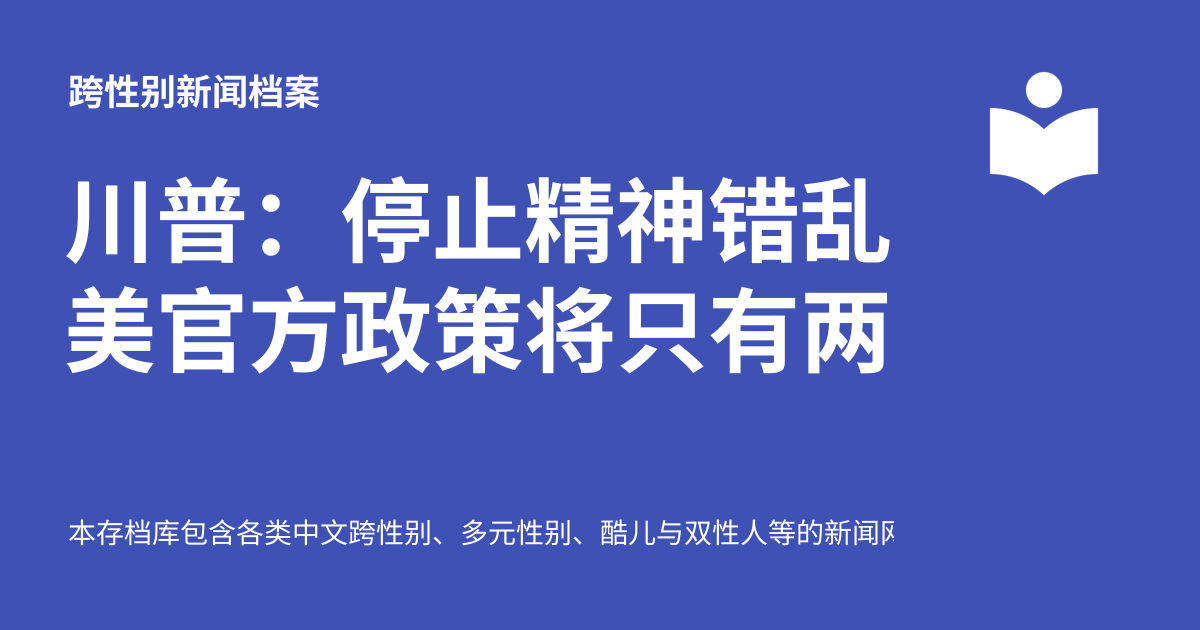 跨性别新闻档案
川普：停止精神错乱
美官方政策将只有两
本存档库包含各类中文跨性别、多元性别、酷儿与双性人等的新闻